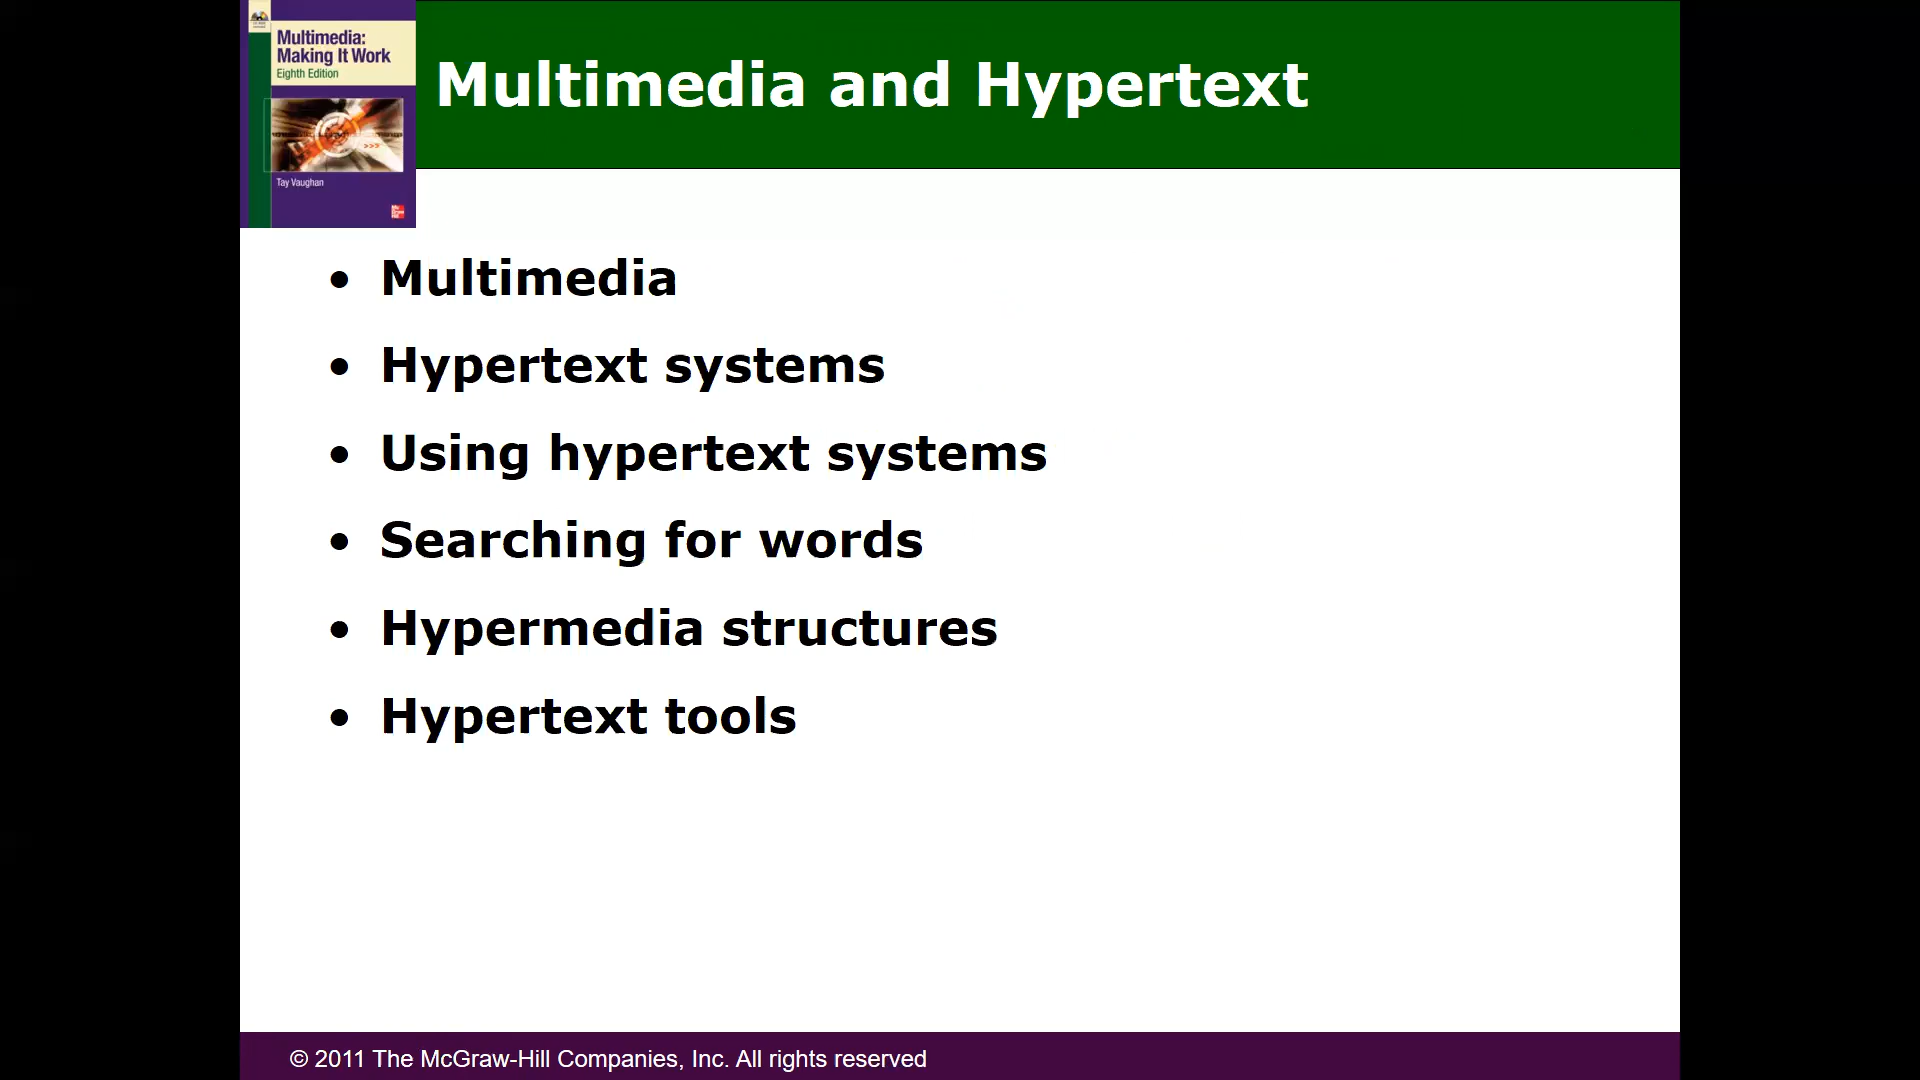 Multimedia:
Making It Work
Eighth Edition
Tay Vaughan
Multimedia and Hypertext
• Multimedia
• Hypertext systems
• Using hypertext systems
• Searching for words
• Hypermedia structures
• Hypertext tools
© 2011 The McGraw-Hill Companies, Inc. All rights reserved